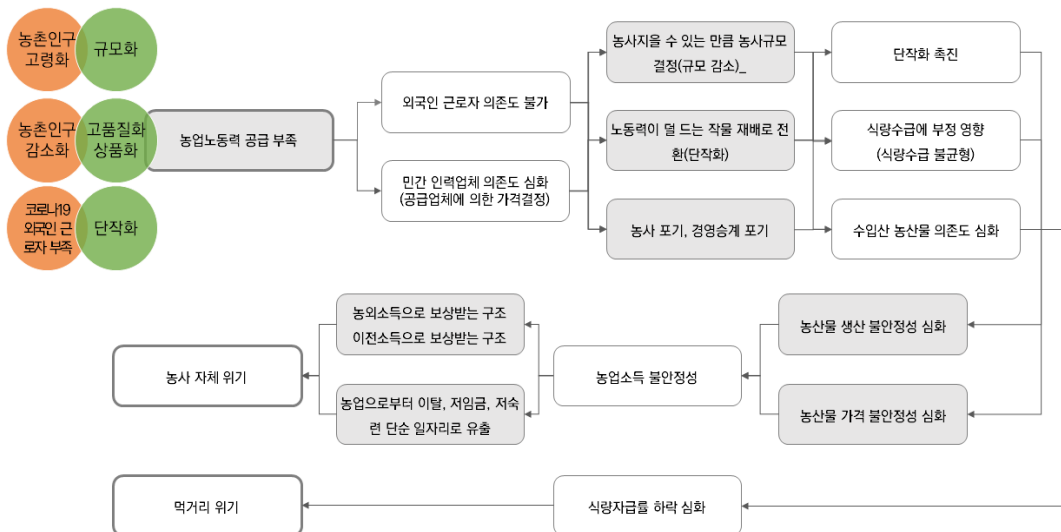 농촌인구
고령화
규모화
농촌인구
감소화
고품질화
상품화
코로나19
외국인 근
로자 부족
단작화
농업노동력 공급 부족
외국인 근로자 의존도 불가
민간 인력업체 의존도 심화
(공급업체에 의한 가격결정)
농사지을 수 있는 만큼 농사규모
결정(규모 감소)_
노동력이 덜 드는 작물 재배로 전
환(단작화)
농사 포기, 경영승계 포기
단작화 촉진
식량수급에 부정 영향
(식량수급 불균형)
수입산 농산물 의존도 심화
농산물 생산 불안정성 심화
농산물 가격 불안정성 심화
농업소득 불안정성
농외소득으로 보상받는 구조
이전소득으로 보상받는 구조
농업으로부터 이탈, 저임금, 저숙
련 단순 일자리로 유출
농사 자체 위기
식량자급률 하락 심화
먹거리 위기